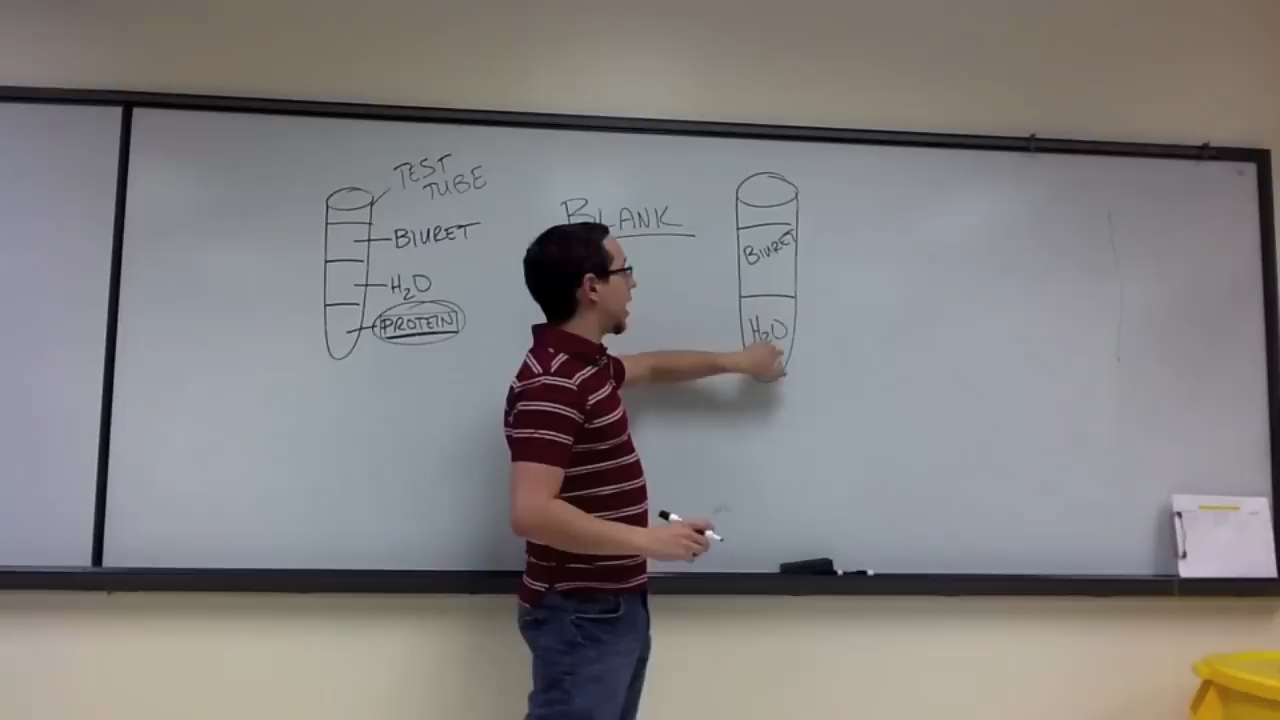 TEST
TUBE
BIURET
H₂O
PROTEIN
BLANK
BIURET
H₂O